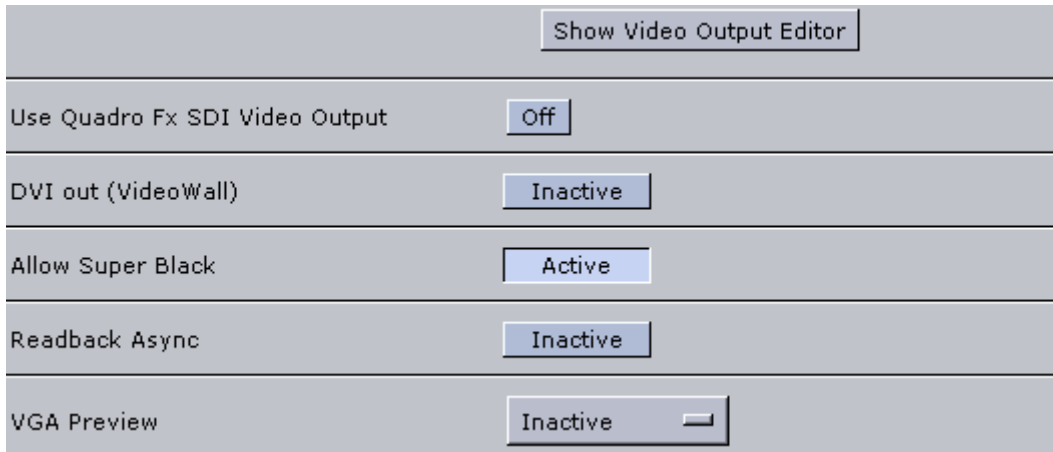 Show Video Output Editor
Use Quadro Fx SDI Video Output Off
DVI out (VideoWall) Inactive
Allow Super Black Active
Readback Async Inactive
VGA Preview Inactive